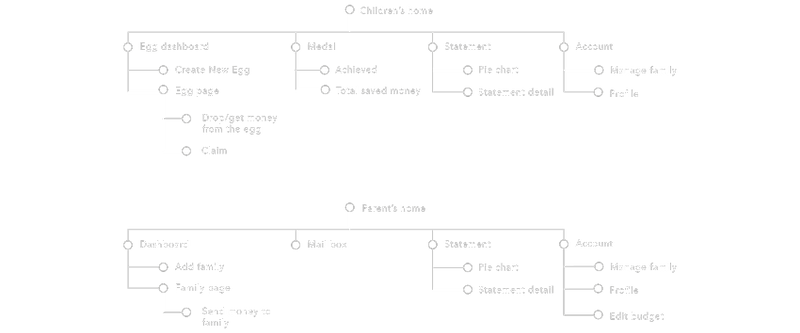 Children's home
Egg dashboard
Medal
Statement
Account
Create New Egg
Achieved
Pie chart
Manage family
Egg page
Total saved money
Statement detail
Profile
Drop/get money
from the egg
Claim
Parent's home
Dashboard
Mail box
Statement
Account
Add family
Pie chart
Manage family
Family page
Statement detail
Profile
Send money to
family
Edit budget